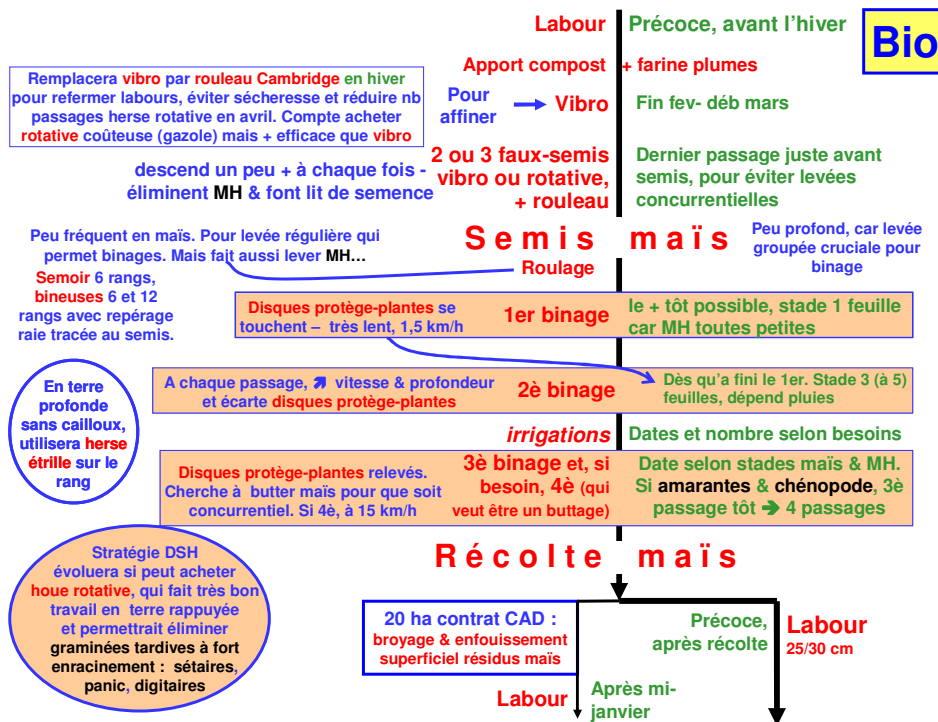 Labour
Précoce, avant l'hiver
Bio
Apport compost
+ farine plumes
Remplacera vibro par rouleau Cambridge en hiver
pour refermer labours, éviter sécheresse et réduire nb
passages herse rotative en avril. Compte acheter
rotative coûteuse (gazole) mais + efficace que vibro
Pour
affiner
Vibro
Fin fev- déb mars
descend un peu + à chaque fois -
éliminent MH & font lit de semence
2 ou 3 faux-semis
vibro ou rotative,
+ rouleau
Dernier passage juste avant
semis, pour éviter levées
concurrentielles
Semis maïs
Peu profond, car levée
groupée cruciale pour
binage
Peu fréquent en maïs. Pour levée régulière qui
permet binages. Mais fait aussi lever MH...
Roulage
Semoir 6 rangs,
bineuses 6 et 12
rangs avec repérage
raie tracée au semis.
Disques protège-plantes se
touchent – très lent, 1,5 km/h
1er binage
le + tôt possible, stade 1 feuille
car MH toutes petites
En terre
profonde
sans cailloux,
utilisera herse
étrille sur le
rang
A chaque passage, ↗ vitesse & profondeur
et écarte disques protège-plantes
2è binage
Dès qu'a fini le 1er. Stade 3 (à 5)
feuilles, dépend pluies
irrigations
Dates et nombre selon besoins
Disques protège-plantes relevés.
Cherche à butter maïs pour que soit
concurrentiel. Si 4è, à 15 km/h
3è binage et, si
besoin, 4è (qui
veut être un buttage)
Date selon stades maïs & MH.
Si amarantes & chénopode, 3è
passage tôt ➔ 4 passages
Récolte maïs
Stratégie DSH
évoluera si peut acheter
houe rotative, qui fait très bon
travail en terre rappuyée
et permettrait éliminer
graminées tardives à fort
enracinement : sétaires,
panic, digitaires
20 ha contrat CAD :
broyage & enfouissement
superficiel résidus maïs
Précoce,
après récolte
Labour
25/30 cm
Labour
Après mi-
janvier